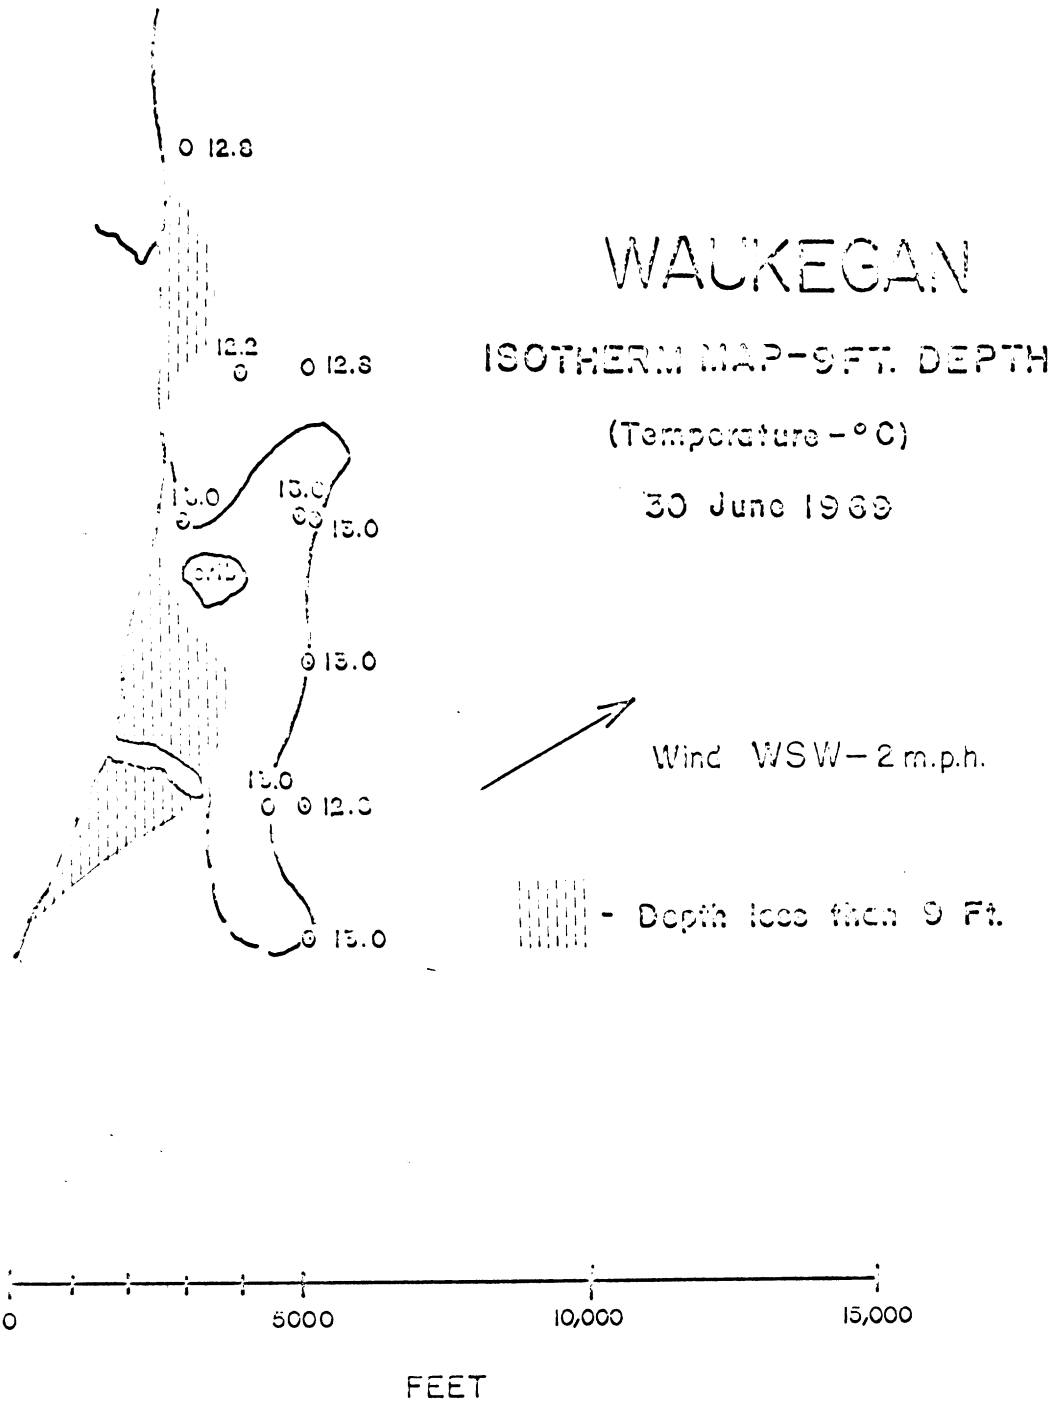 12.8
WAUKEGAN
ISOTHERM MAP-9 FT. DEPTH
12.2
12.8
(Temperature - °C)
13.0
13.0
30 June 1969
13.0
crib
13.0
Wind WSW-2 m.p.h.
13.0
12.8
- Depth less than 9 Ft.
13.0
0 5000 10,000 15,000
FEET